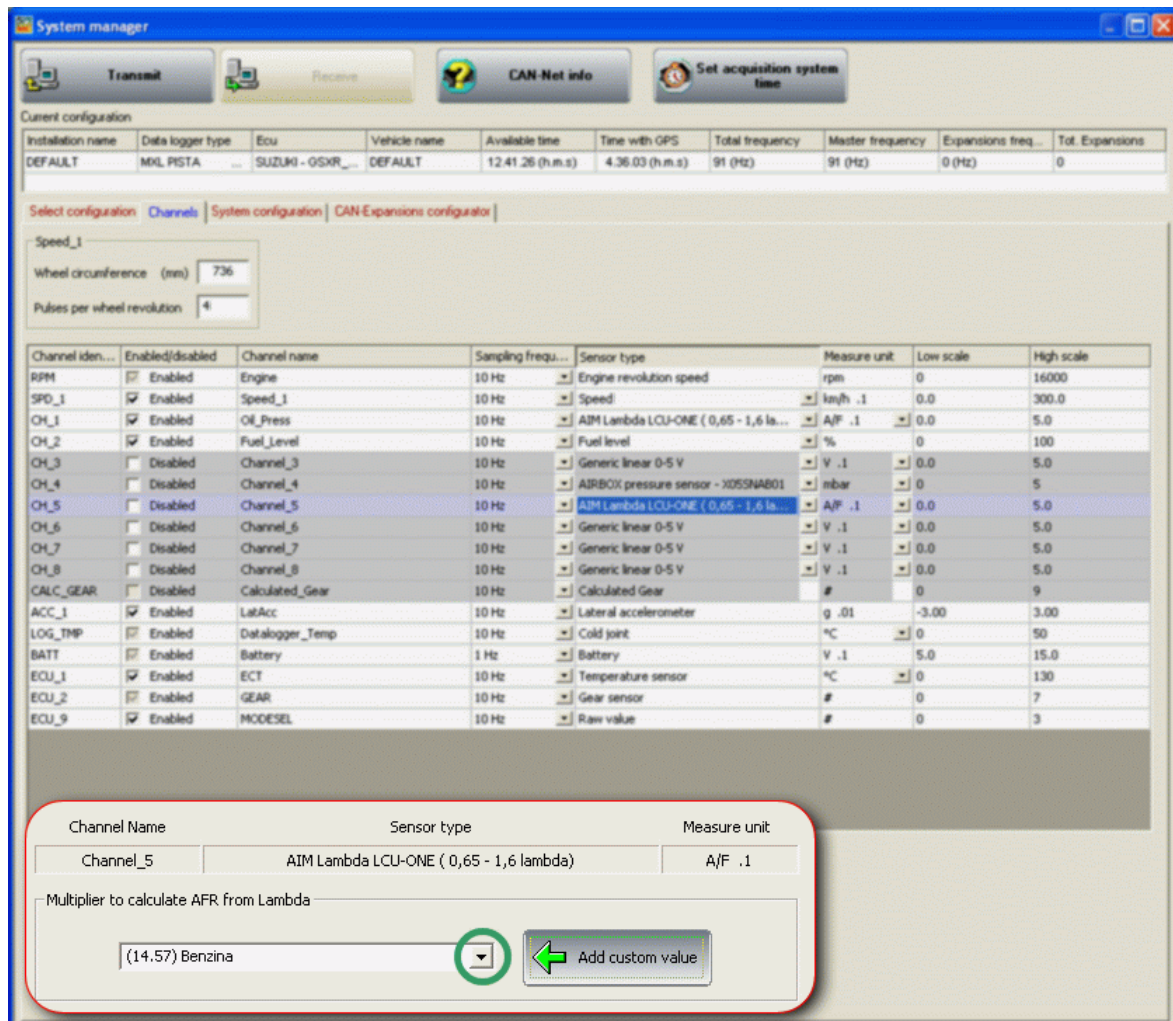 System manager
Transmit Receive CAN-Net info Set acquisition system time
Current configuration
Installation name Data logger type Ecu Vehicle name Available time Time with GPS Total frequency Master frequency Expansions freq... Tot. Expansions
DEFAULT MXL PISTA ... SUZUKI - GSXR_... DEFAULT 12.41.26 (h.m.s) 4.36.03 (h.m.s) 91 (Hz) 91 (Hz) 0 (Hz) 0
Select configuration Channels System configuration CAN-Expansions configurator
Speed_1
Wheel circumference (mm) 736
Pulses per wheel revolution 4
Channel iden... Enabled/disabled Channel name Sampling frequ... Sensor type Measure unit Low scale High scale
RPM Enabled Engine 10 Hz Engine revolution speed rpm 0 16000
SPD_1 Enabled Speed_1 10 Hz Speed km/h .1 0.0 300.0
CH_1 Enabled Oil_Press 10 Hz AIM Lambda LCU-ONE ( 0,65 - 1,6 la... A/F .1 0.0 5.0
CH_2 Enabled Fuel_Level 10 Hz Fuel level % 0 100
CH_3 Disabled Channel_3 10 Hz Generic linear 0-5 V V .1 0.0 5.0
CH_4 Disabled Channel_4 10 Hz AIRBOX pressure sensor - X05SNAB01 mbar 0 5
CH_5 Disabled Channel_5 10 Hz AIM Lambda LCU-ONE ( 0,65 - 1,6 la... A/F .1 0.0 5.0
CH_6 Disabled Channel_6 10 Hz Generic linear 0-5 V V .1 0.0 5.0
CH_7 Disabled Channel_7 10 Hz Generic linear 0-5 V V .1 0.0 5.0
CH_8 Disabled Channel_8 10 Hz Generic linear 0-5 V V .1 0.0 5.0
CALC_GEAR Disabled Calculated_Gear 10 Hz Calculated Gear # 0 9
ACC_1 Enabled LatAcc 10 Hz Lateral accelerometer g .01 -3.00 3.00
LOG_TMP Enabled Datalogger_Temp 10 Hz Cold joint °C 0 50
BATT Enabled Battery 1 Hz Battery V .1 5.0 15.0
ECU_1 Enabled ECT 10 Hz Temperature sensor °C 0 130
ECU_2 Enabled GEAR 10 Hz Gear sensor # 0 7
ECU_9 Enabled MODESEL 10 Hz Raw value # 0 3
Channel Name Sensor type Measure unit
Channel_5 AIM Lambda LCU-ONE ( 0,65 - 1,6 lambda) A/F .1
Multiplier to calculate AFR from Lambda
(14.57) Benzina Add custom value